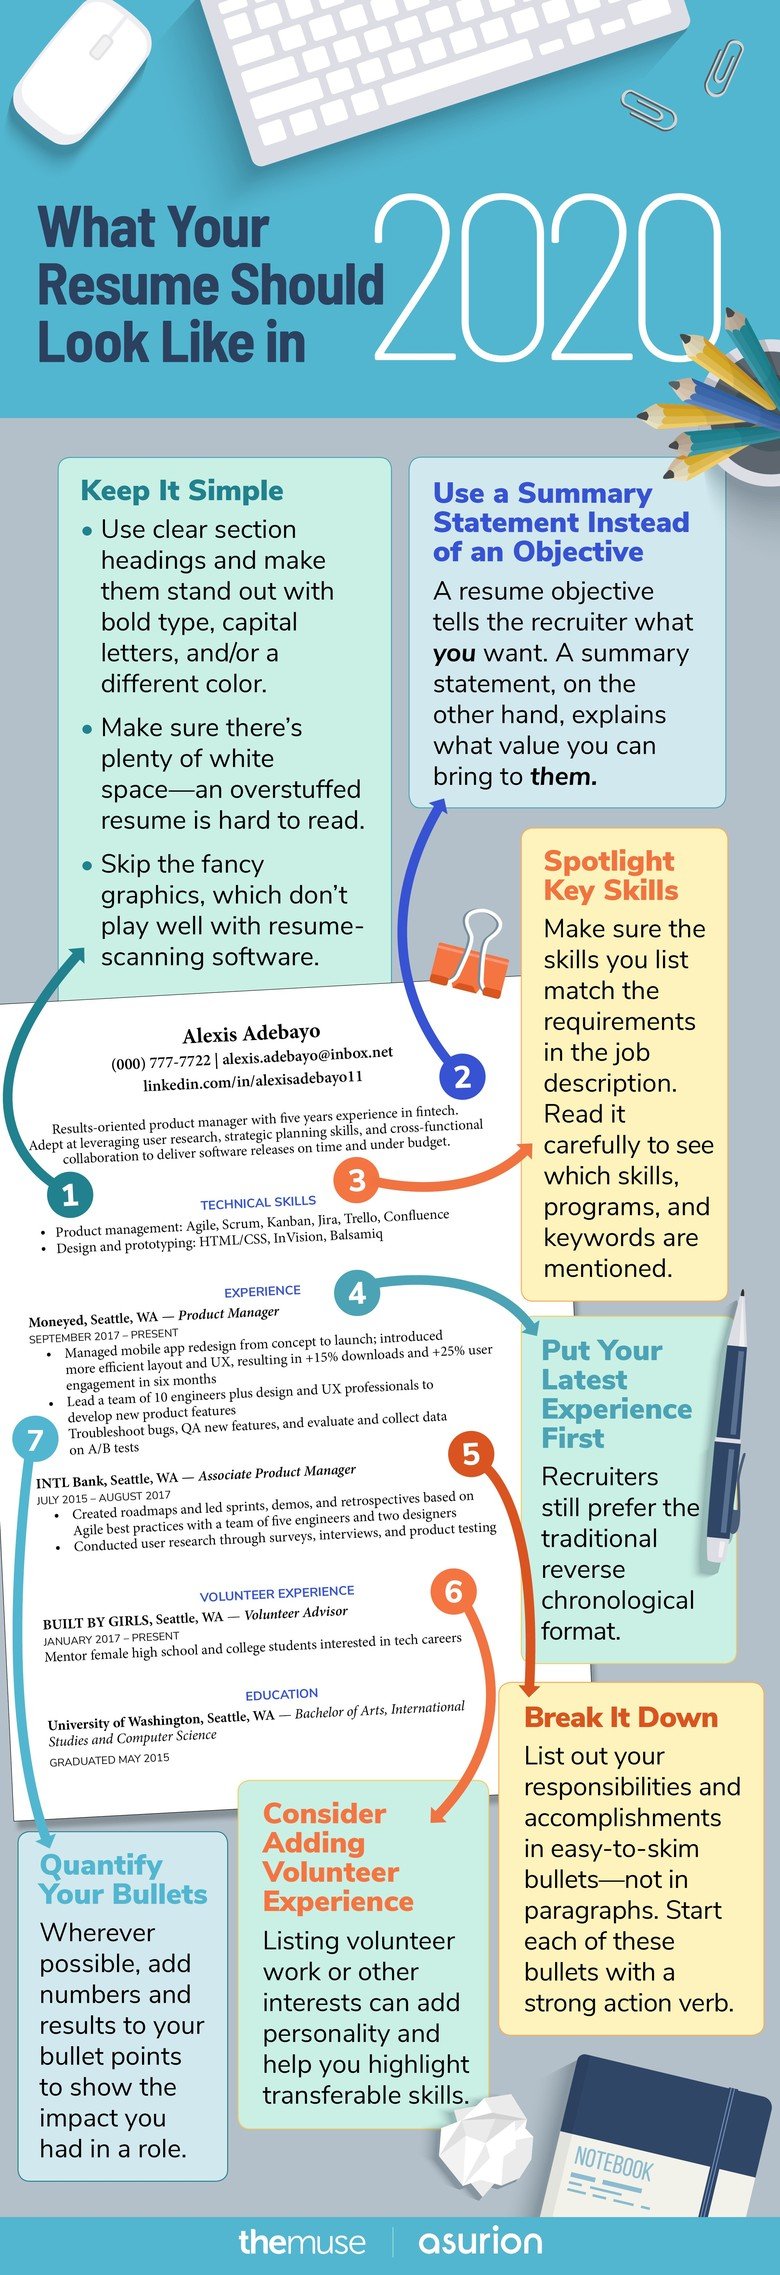 What Your
Resume Should
Look Like in
2020
Keep It Simple
• Use clear section
headings and make
them stand out with
bold type, capital
letters, and/or a
different color.
• Make sure there's
plenty of white
space—an overstuffed
resume is hard to read.
• Skip the fancy
graphics, which don't
play well with resume-
scanning software.
Use a Summary
Statement Instead
of an Objective
A resume objective
tells the recruiter what
you want. A summary
statement, on the
other hand, explains
what value you can
bring to them.
Spotlight
Key Skills
Make sure the
skills you list
match the
requirements
in the job
description.
Read it
carefully to see
which skills,
programs, and
keywords are
mentioned.
Alexis Adebayo
(000) 777-7722 | alexis.adebayo@inbox.net
linkedin.com/in/alexisadebayo11
2
Results-oriented product manager with five years experience in fintech.
Adept at leveraging user research, strategic planning skills, and cross-functional
collaboration to deliver software releases on time and under budget.
1
3
TECHNICAL SKILLS
• Product management: Agile, Scrum, Kanban, Jira, Trello, Confluence
• Design and prototyping: HTML/CSS, InVision, Balsamiq
4
EXPERIENCE
Moneyed, Seattle, WA — Product Manager
SEPTEMBER 2017 – PRESENT
• Managed mobile app redesign from concept to launch; introduced
more efficient layout and UX, resulting in +15% downloads and +25% user
engagement in six months
• Lead a team of 10 engineers plus design and UX professionals to
develop new product features
Troubleshoot bugs, QA new features, and evaluate and collect data
on A/B tests
7
5
INTL Bank, Seattle, WA — Associate Product Manager
JULY 2015 – AUGUST 2017
• Created roadmaps and led sprints, demos, and retrospectives based on
Agile best practices with a team of five engineers and two designers
• Conducted user research through surveys, interviews, and product testing
6
VOLUNTEER EXPERIENCE
BUILT BY GIRLS, Seattle, WA — Volunteer Advisor
JANUARY 2017 – PRESENT
Mentor female high school and college students interested in tech careers
EDUCATION
University of Washington, Seattle, WA — Bachelor of Arts, International
Studies and Computer Science
GRADUATED MAY 2015
Put Your
Latest
Experience
First
Recruiters
still prefer the
traditional
reverse
chronological
format.
Break It Down
List out your
responsibilities and
accomplishments
in easy-to-skim
bullets—not in
paragraphs. Start
each of these
bullets with a
strong action verb.
Consider
Adding
Volunteer
Experience
Listing volunteer
work or other
interests can add
personality and
help you highlight
transferable skills.
Quantify
Your Bullets
Wherever
possible, add
numbers and
results to your
bullet points
to show the
impact you
had in a role.
NOTEBOOK
themuse | asurion